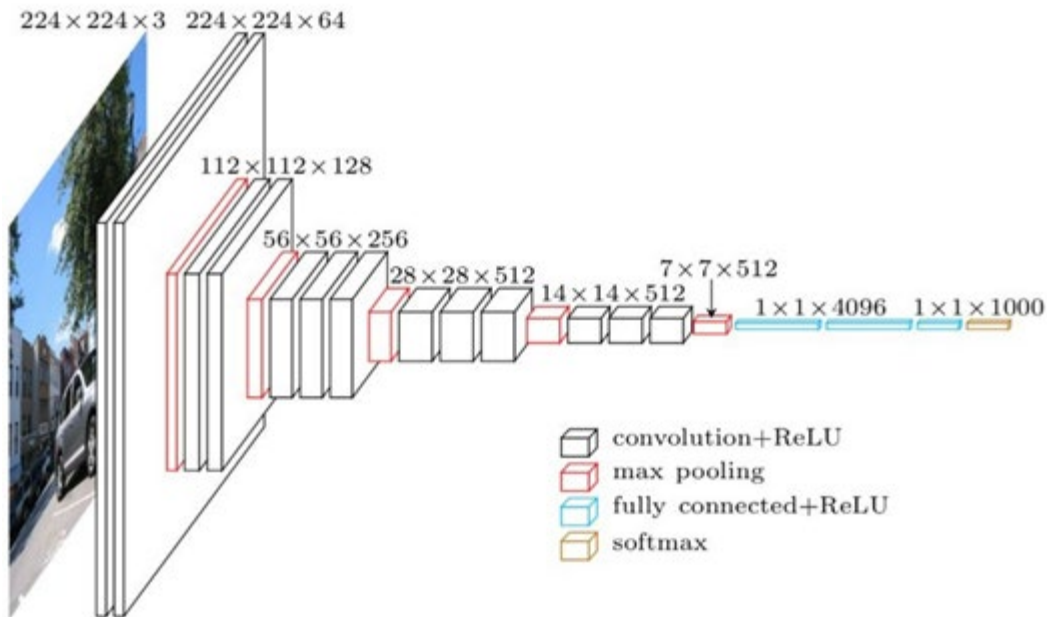 224×224×3
224×224×64
112×112×128
56×56×256
28×28×512
14×14×512
7×7×512
1×1×4096
1×1×1000
convolution+ReLU
max pooling
fully connected+ReLU
softmax